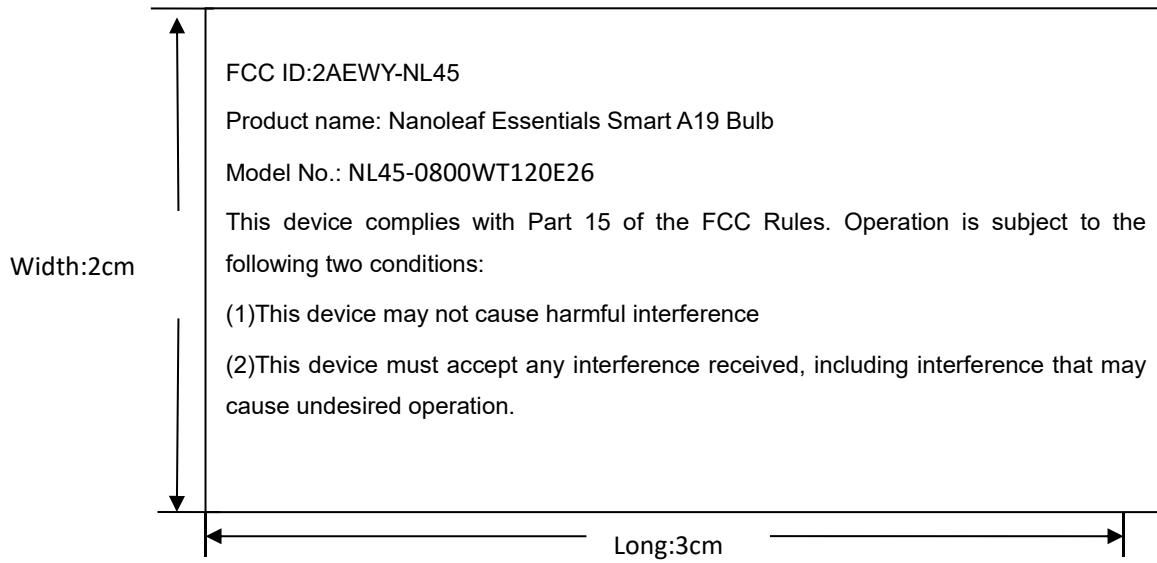 FCC ID:2AEWY-NL45
Product name: Nanoleaf Essentials Smart A19 Bulb
Model No.: NL45-0800WT120E26
This device complies with Part 15 of the FCC Rules. Operation is subject to the
following two conditions:
Width:2cm
(1)This device may not cause harmful interference
(2)This device must accept any interference received, including interference that may
cause undesired operation.
Long:3cm